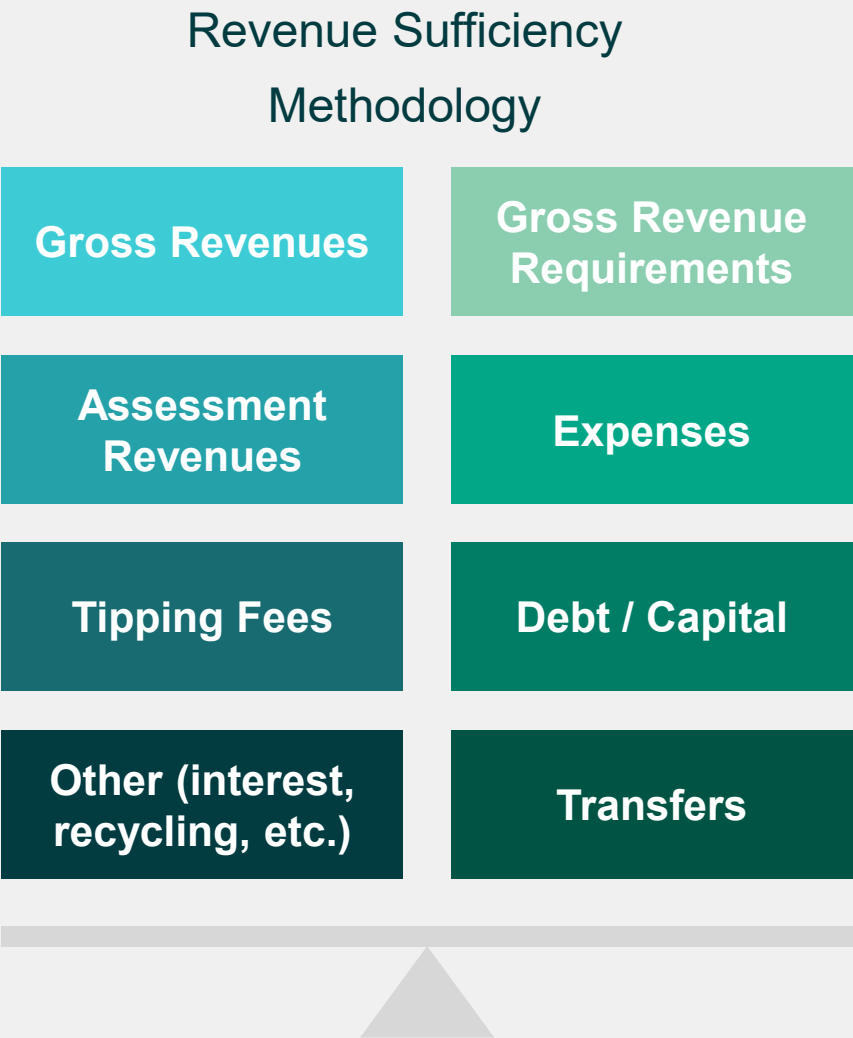 Revenue Sufficiency
Methodology
Gross Revenues
Gross Revenue
Requirements
Assessment
Revenues
Expenses
Tipping Fees
Debt / Capital
Other (interest,
recycling, etc.)
Transfers